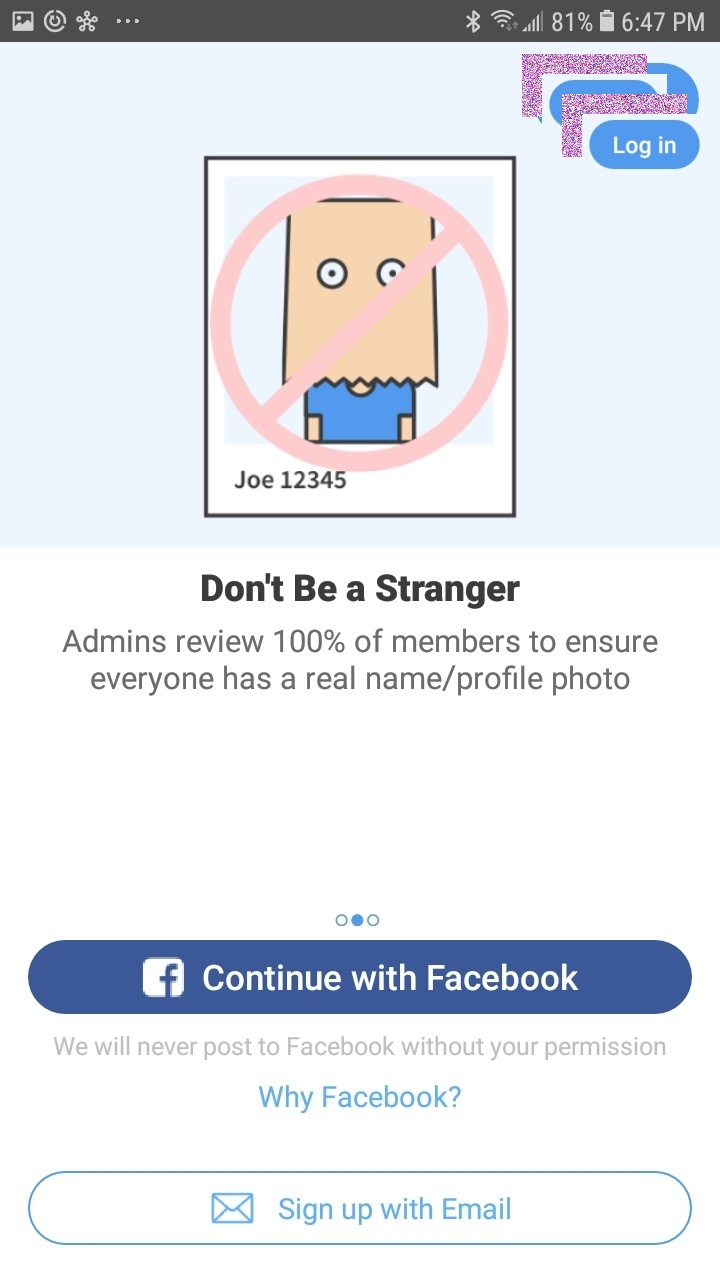 81% 6:47 PM
Log in
Joe 12345
Don't Be a Stranger
Admins review 100% of members to ensure
everyone has a real name/profile photo
Continue with Facebook
We will never post to Facebook without your permission
Why Facebook?
Sign up with Email